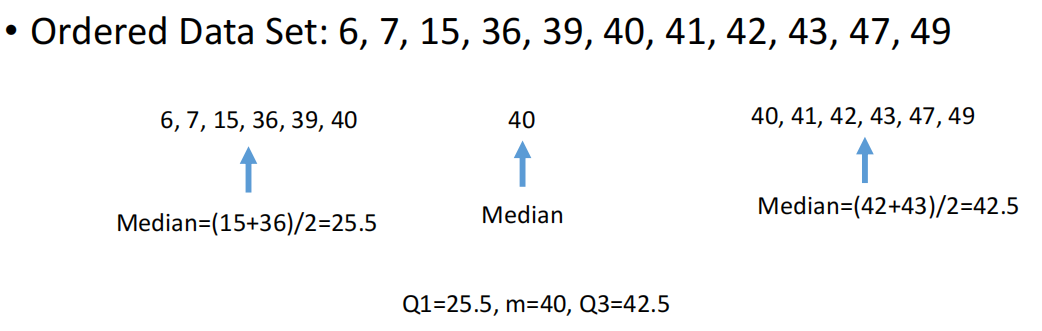 • Ordered Data Set: 6, 7, 15, 36, 39, 40, 41, 42, 43, 47, 49
6, 7, 15, 36, 39, 40
40
40, 41, 42, 43, 47, 49
Median=(15+36)/2=25.5
Median
Median=(42+43)/2=42.5
Q1=25.5, m=40, Q3=42.5